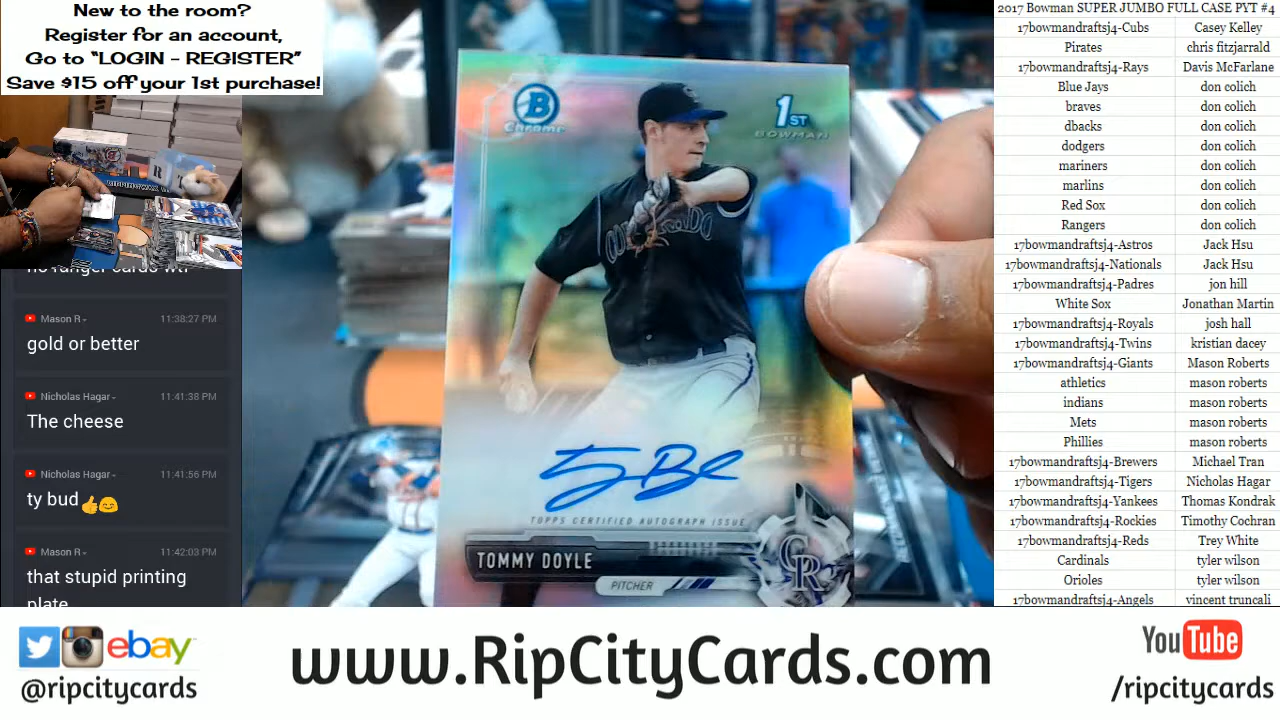 New to the room?
Register for an account,
Go to “LOGIN - REGISTER”
Save $15 off your 1st purchase!
no ranger cards wtf
Mason R
11:38:27 PM
gold or better
Nicholas Hagar
11:41:38 PM
The cheese
Nicholas Hagar
11:41:56 PM
ty bud👍😊
Mason R
11:42:03 PM
that stupid printing
plate
B
Chrome
1ST
BOWMAN
TOPPS CERTIFIED AUTOGRAPH ISSUE
TOMMY DOYLE
PITCHER
CR
2017 Bowman SUPER JUMBO FULL CASE PYT #4
17bowmandraftsj4-Cubs Casey Kelley
Pirates chris fitzjarrald
17bowmandraftsj4-Rays Davis McFarlane
Blue Jays don colich
braves don colich
dbacks don colich
dodgers don colich
mariners don colich
marlins don colich
Red Sox don colich
Rangers don colich
17bowmandraftsj4-Astros Jack Hsu
17bowmandraftsj4-Nationals Jack Hsu
17bowmandraftsj4-Padres jon hill
White Sox Jonathan Martin
17bowmandraftsj4-Royals josh hall
17bowmandraftsj4-Twins kristian dacey
17bowmandraftsj4-Giants Mason Roberts
athletics mason roberts
indians mason roberts
Mets mason roberts
Phillies mason roberts
17bowmandraftsj4-Brewers Michael Tran
17bowmandraftsj4-Tigers Nicholas Hagar
17bowmandraftsj4-Yankees Thomas Kondrak
17bowmandraftsj4-Rockies Timothy Cochran
17bowmandraftsj4-Reds Trey White
Cardinals tyler wilson
Orioles tyler wilson
17bowmandraftsj4-Angels vincent truncali
ebay
@ripcitycards
www.RipCityCards.com
YouTube
/ripcitycards